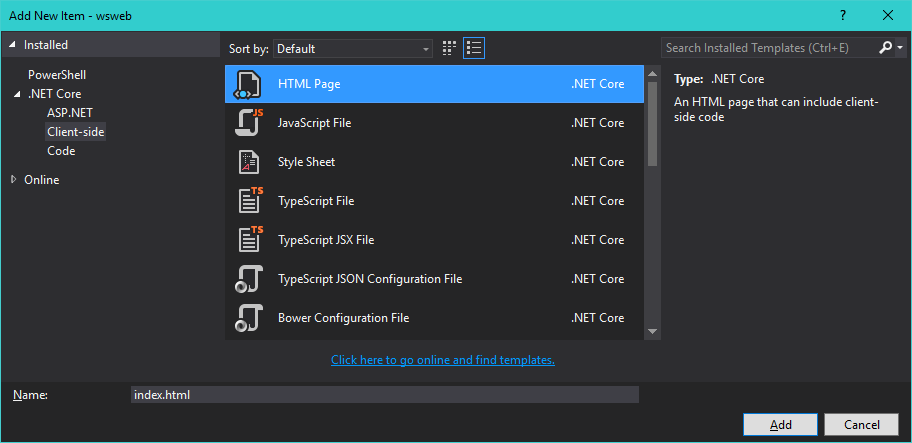 Add New Item - wsweb
?
Installed
Sort by: Default
Search Installed Templates (Ctrl+E)
PowerShell
.NET Core
ASP.NET
Client-side
Code
Online
HTML Page .NET Core
JS
JavaScript File .NET Core
Style Sheet .NET Core
TS
TypeScript File .NET Core
TS
TypeScript JSX File .NET Core
TypeScript JSON Configuration File .NET Core
Bower Configuration File .NET Core
Type: .NET Core
An HTML page that can include client-
side code
Click here to go online and find templates.
Name: index.html
Add Cancel